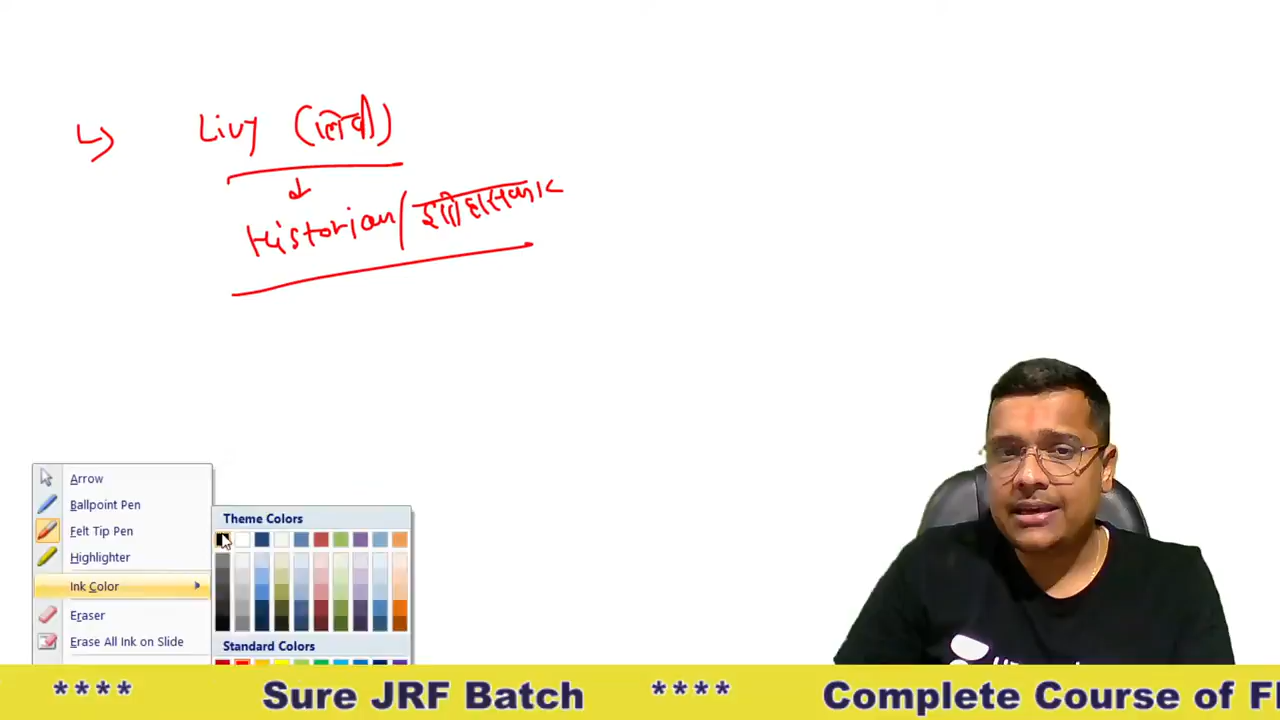 ↳ Livy (लिवी)
↓
Historian/इतिहासकार
Arrow
Ballpoint Pen
Felt Tip Pen
Highlighter
Ink Color
Eraser
Erase All Ink on Slide
Theme Colors
Standard Colors
**** Sure JRF Batch **** Complete Course of